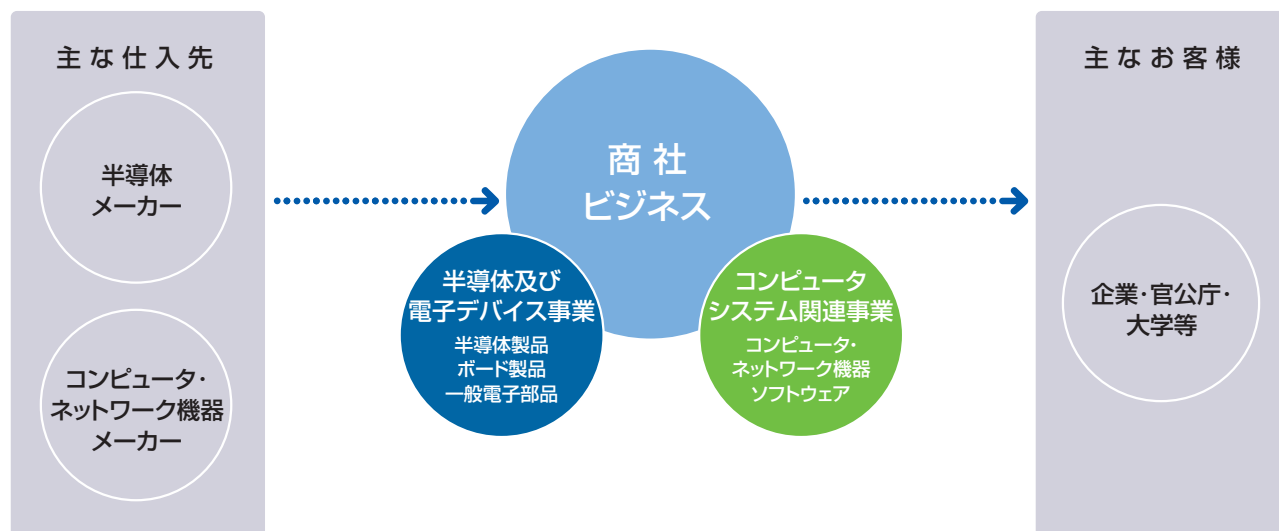 主な仕入先
半導体
メーカー
コンピュータ・
ネットワーク機器
メーカー
商社
ビジネス
半導体及び
電子デバイス事業
半導体製品
ボード製品
一般電子部品
コンピュータ
システム関連事業
コンピュータ・
ネットワーク機器
ソフトウェア
主なお客様
企業・官公庁・
大学等